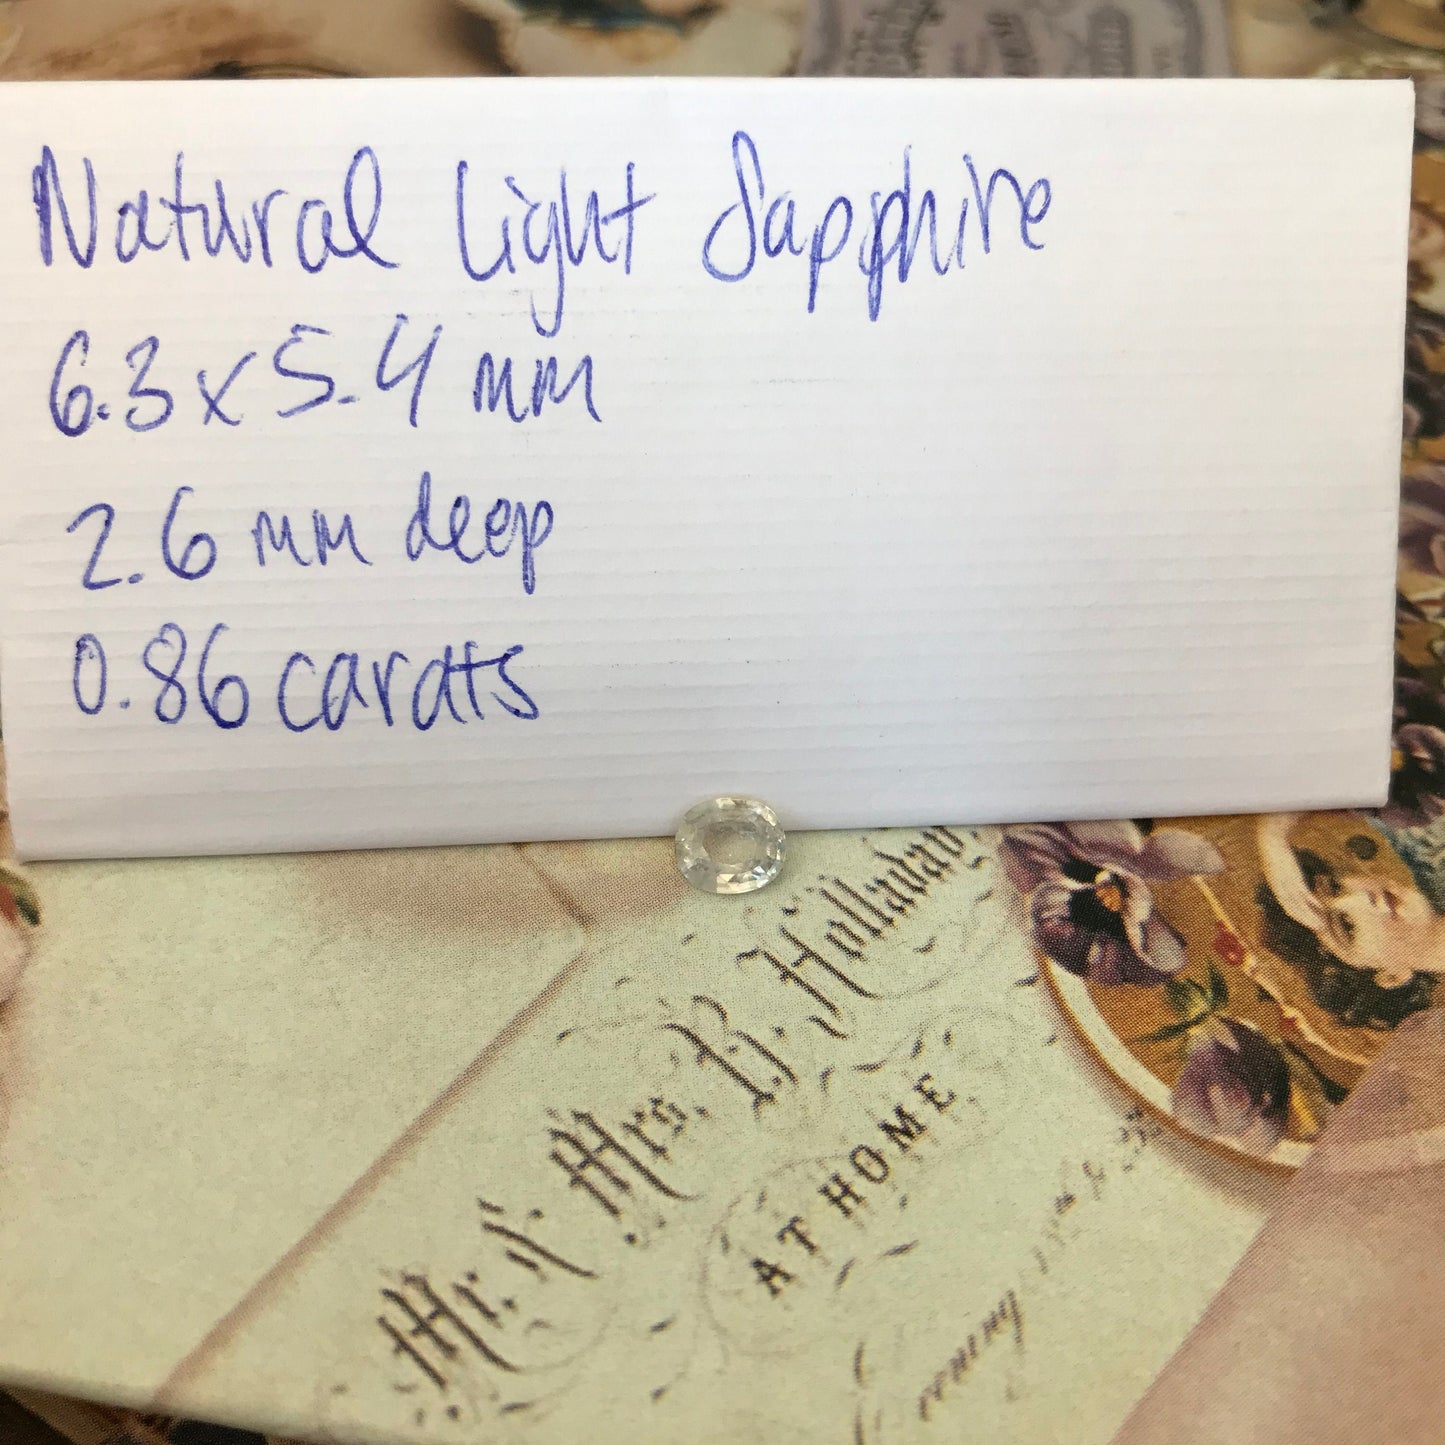 Natural Light Sapphire
6.3 x 5.4 mm
2.6 mm deep
0.86 carats
Mr. & Mrs. B. Holladay
AT HOME